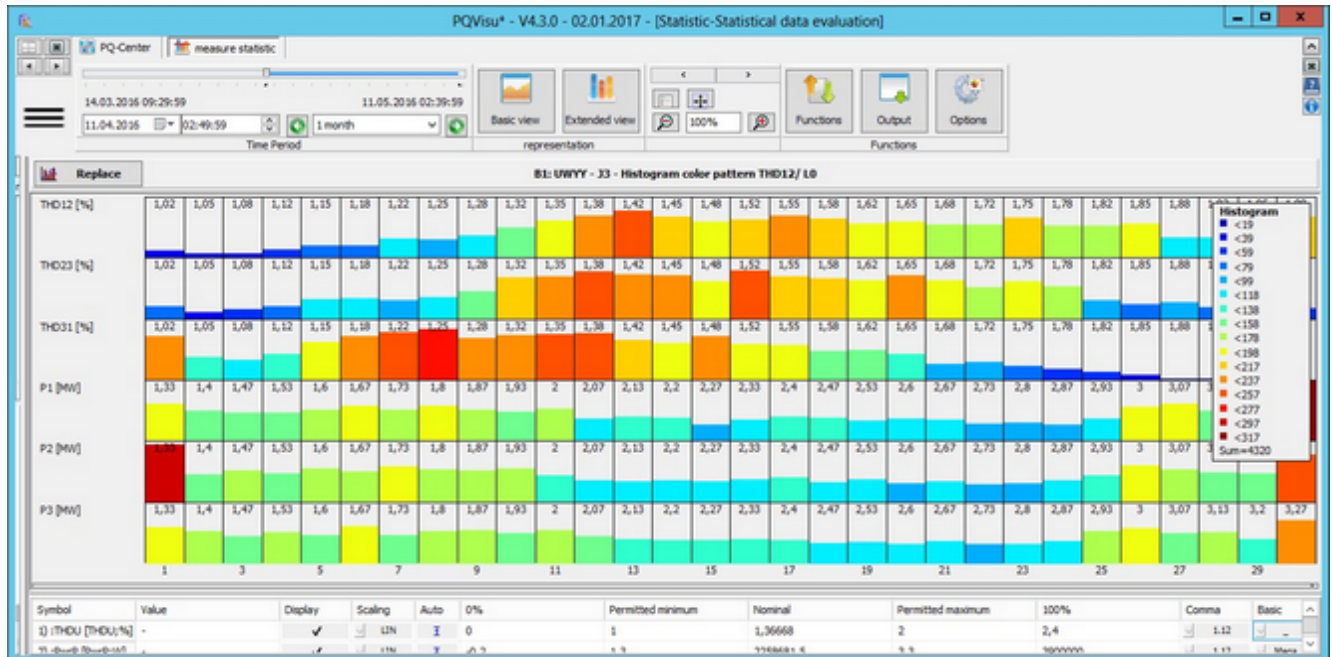 PQVisu* - V4.3.0 - 02.01.2017 - [Statistic-Statistical data evaluation]
PQ-Center measure statistic
14.03.2016 09:29:59 11.05.2016 02:39:59
11.04.2016 02:49:59 1 month
Time Period
Basic view Extended view
representation
< >
100%
Functions Output Options
Functions
Replace
B1: UWYY - J3 - Histogram color pattern THD12/ L0
THD12 [%] 1,02 1,05 1,08 1,12 1,15 1,18 1,22 1,25 1,28 1,32 1,35 1,38 1,42 1,45 1,48 1,52 1,55 1,58 1,62 1,65 1,68 1,72 1,75 1,78 1,82 1,85 1,88
THD23 [%] 1,02 1,05 1,08 1,12 1,15 1,18 1,22 1,25 1,28 1,32 1,35 1,38 1,42 1,45 1,48 1,52 1,55 1,58 1,62 1,65 1,68 1,72 1,75 1,78 1,82 1,85 1,88
THD31 [%] 1,02 1,05 1,08 1,12 1,15 1,18 1,22 1,25 1,28 1,32 1,35 1,38 1,42 1,45 1,48 1,52 1,55 1,58 1,62 1,65 1,68 1,72 1,75 1,78 1,82 1,85 1,88
P1 [MW] 1,33 1,4 1,47 1,53 1,6 1,67 1,73 1,8 1,87 1,93 2 2,07 2,13 2,2 2,27 2,33 2,4 2,47 2,53 2,6 2,67 2,73 2,8 2,87 2,93 3 3,07
P2 [MW] 1,33 1,4 1,47 1,53 1,6 1,67 1,73 1,8 1,87 1,93 2 2,07 2,13 2,2 2,27 2,33 2,4 2,47 2,53 2,6 2,67 2,73 2,8 2,87 2,93 3 3,07
P3 [MW] 1,33 1,4 1,47 1,53 1,6 1,67 1,73 1,8 1,87 1,93 2 2,07 2,13 2,2 2,27 2,33 2,4 2,47 2,53 2,6 2,67 2,73 2,8 2,87 2,93 3 3,07 3,13 3,2 3,27
1 3 5 7 9 11 13 15 17 19 21 23 25 27 29
Histogram
<19
<39
<59
<79
<99
<118
<138
<158
<178
<198
<217
<237
<257
<277
<297
<317
Sum=4320
Symbol Value Display Scaling Auto 0% Permitted minimum Nominal Permitted maximum 100% Comma Basic
1) :THDU [THDU;%] - ✓ LIN I 0 1 1,36668 2 2,4 1.12 _